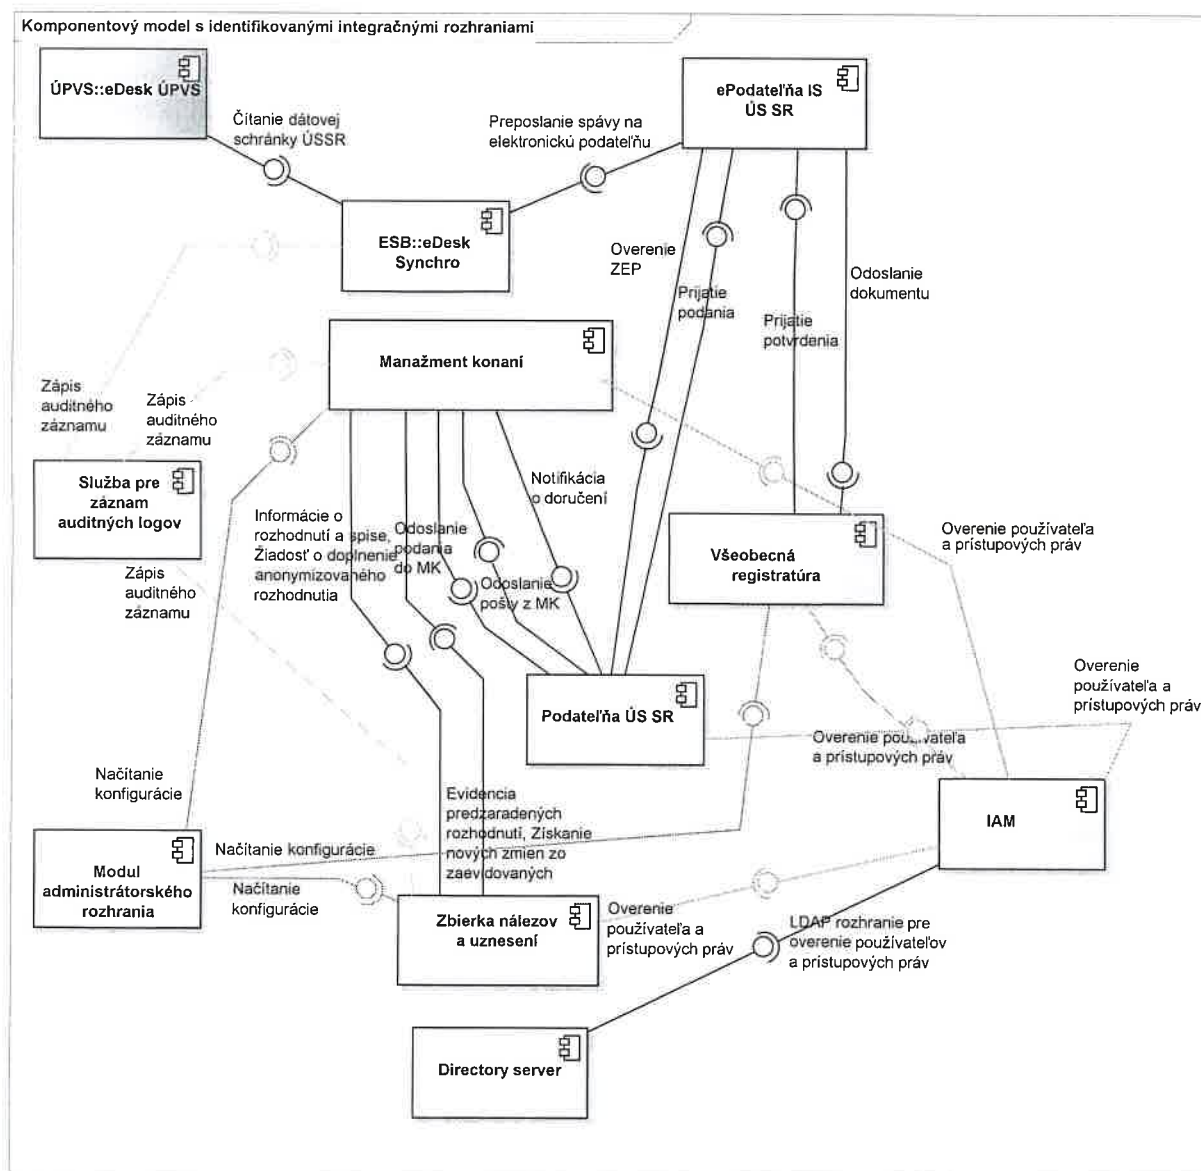 Komponentový model s identifikovanými integračnými rozhraniami
ÚPVS::eDesk ÚPVS
ePodateľňa IS
ÚS SR
Čítanie dátovej
schránky ÚSSR
Preposlanie spávy na
elektronickú podateľňu
ESB::eDesk
Synchro
Overenie
ZEP
Prijatie
podania
Odoslanie
dokumentu
Prijatie
potvrdenia
Manažment konaní
Zápis
auditného
záznamu
Zápis
auditného
záznamu
Služba pre
záznam
auditných logov
Notifikácia
o doručení
Informácie o
rozhodnutí a spise,
Žiadosť o doplnenie
anonymizovaného
rozhodnutia
Odoslanie
podania
do MK
Odoslanie
pošty z MK
Všeobecná
registratúra
Overenie používateľa
a prístupových práv
Zápis
auditného
záznamu
Podateľňa ÚS SR
Overenie
používateľa a
prístupových práv
Overenie používateľa
a prístupových práv
Načítanie
konfigurácie
Evidencia
predzaradených
rozhodnutí, Získanie
nových zmien zo
zaevidovaných
IAM
Modul
administrátorského
rozhrania
Načítanie konfigurácie
Načítanie
konfigurácie
Zbierka nálezov
a uznesení
Overenie
používateľa a
prístupových práv
LDAP rozhranie pre
overenie používateľov
a prístupových práv
Directory server